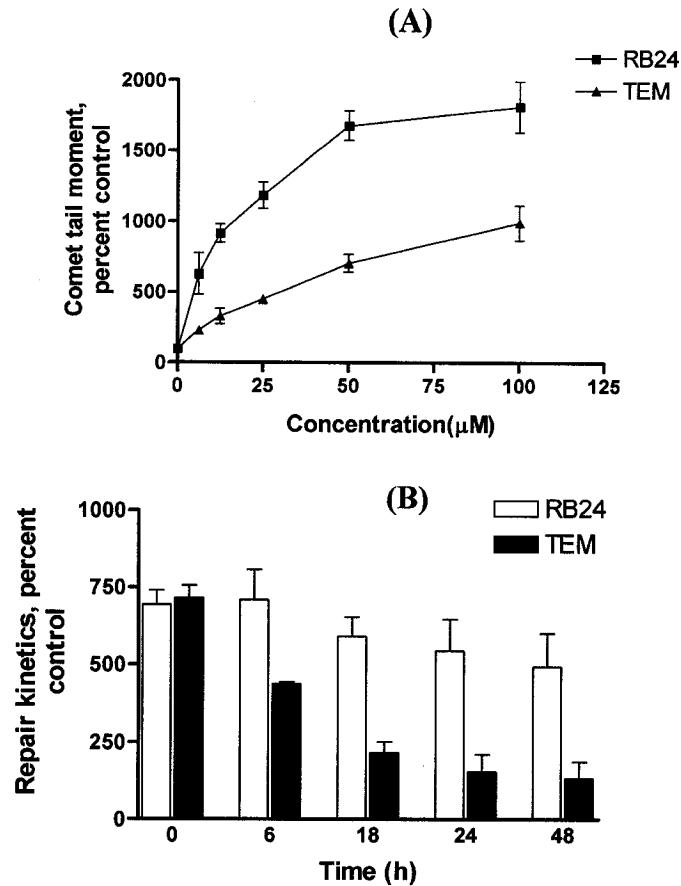 (A)
RB24
TEM
Comet tail moment,
percent control
2000
1500
1000
500
0
0 25 50 75 100 125
Concentration(µM)
(B)
RB24
TEM
Repair kinetics, percent
control
1000
750
500
250
0
0 6 18 24 48
Time (h)